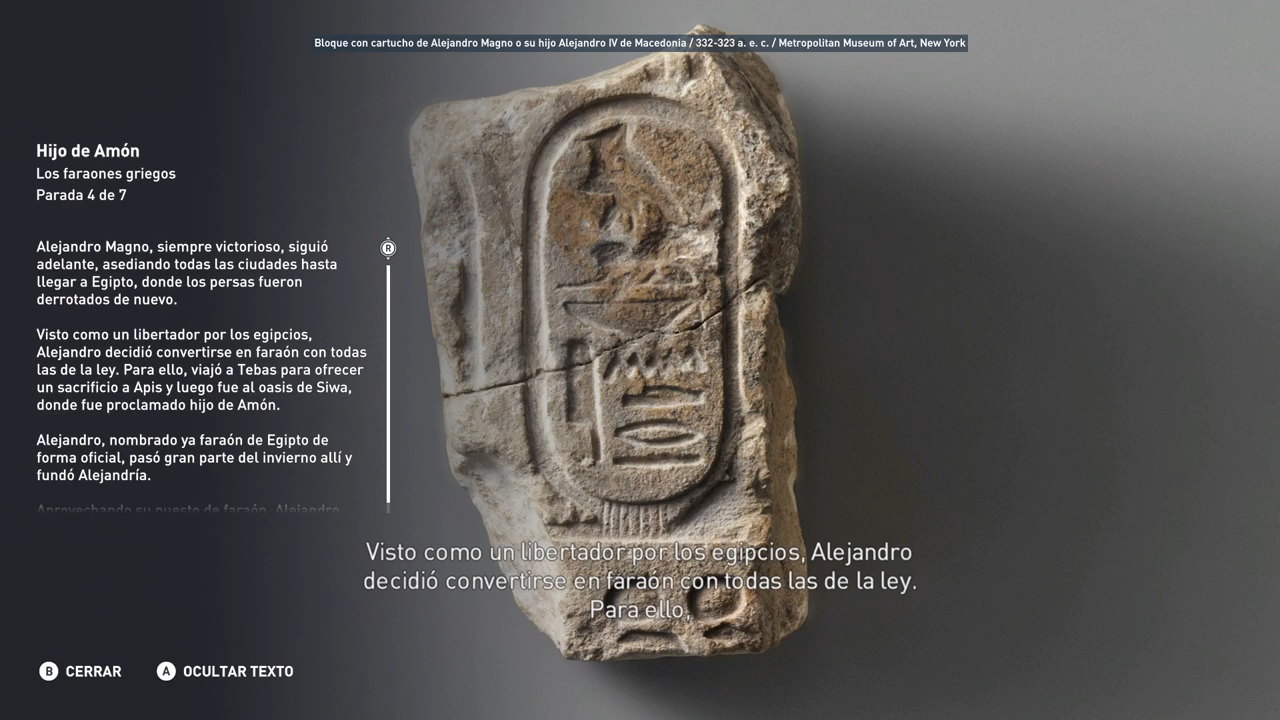 Bloque con cartucho de Alejandro Magno o su hijo Alejandro IV de Macedonia / 332-323 a. e. c. / Metropolitan Museum of Art, New York
Hijo de Amón
Los faraones griegos
Parada 4 de 7
Alejandro Magno, siempre victorioso, siguió
adelante, asediando todas las ciudades hasta
llegar a Egipto, donde los persas fueron
derrotados de nuevo.
Visto como un libertador por los egipcios,
Alejandro decidió convertirse en faraón con todas
las de la ley. Para ello, viajó a Tebas para ofrecer
un sacrificio a Apis y luego fue al oasis de Siwa,
donde fue proclamado hijo de Amón.
Alejandro, nombrado ya faraón de Egipto de
forma oficial, pasó gran parte del invierno allí y
fundó Alejandría.
Aprovechando su puesto de faraón, Alejandro
R
Visto como un libertador por los egipcios, Alejandro
decidió convertirse en faraón con todas las de la ley.
Para ello,
B CERRAR
A OCULTAR TEXTO